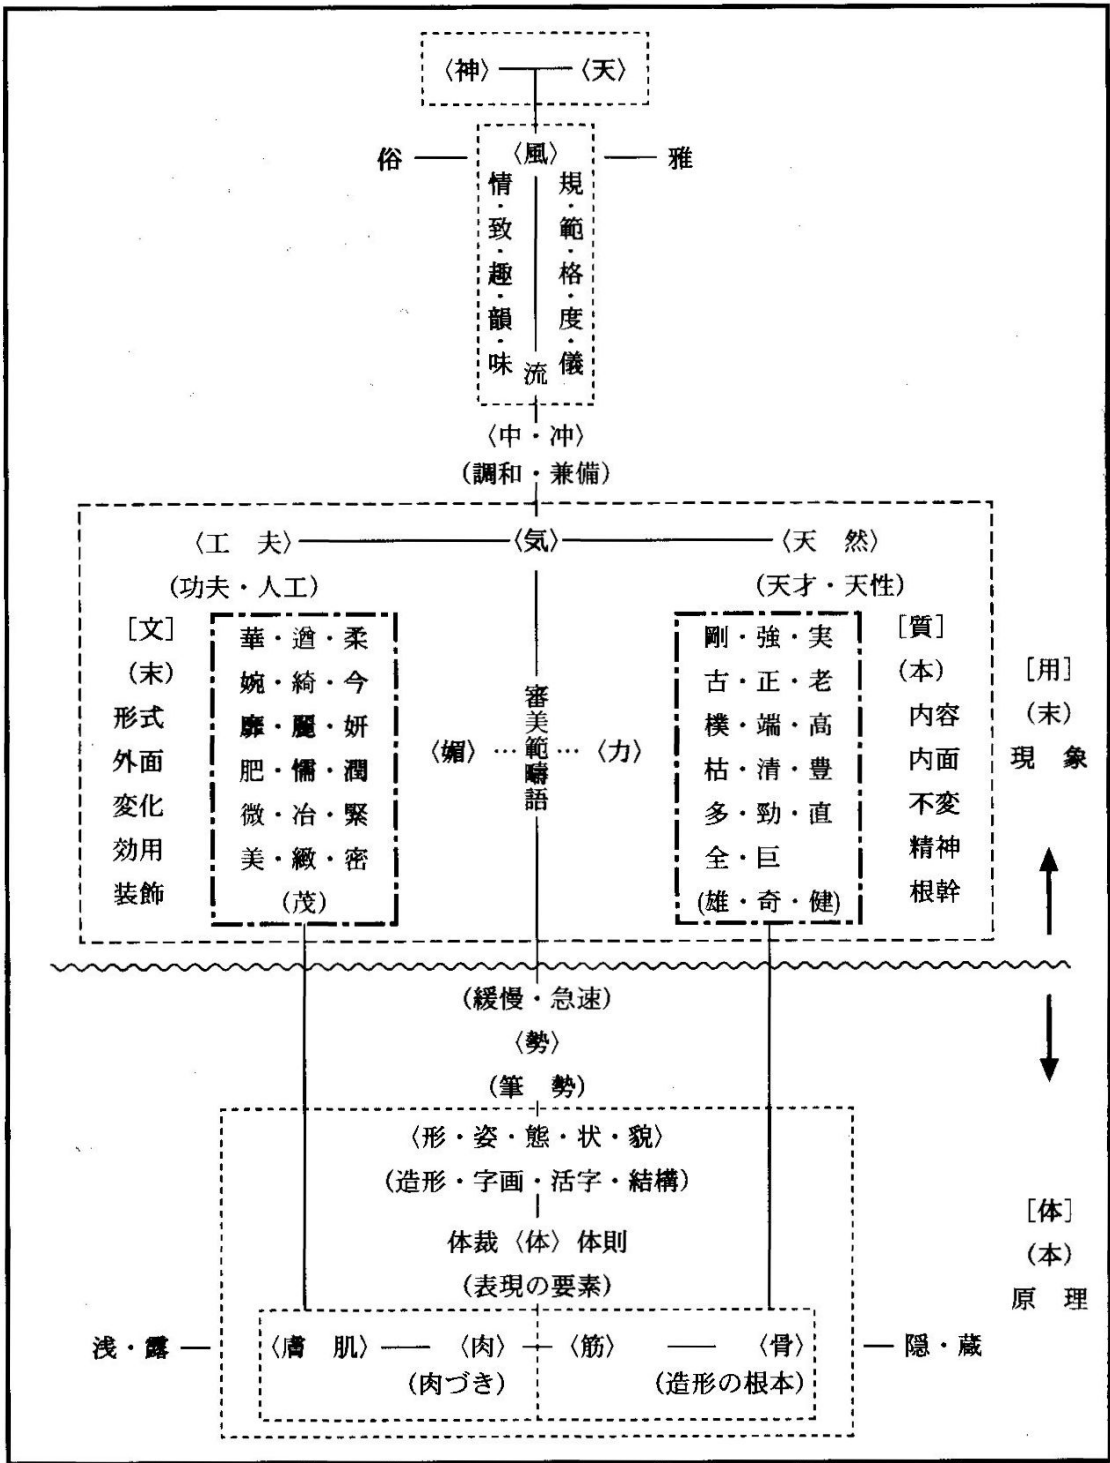 〈神〉 〈天〉
俗 〈風〉 雅
情・致・趣・韻・味
規・範・格・度・儀
流
〈中・冲〉
(調和・兼備)
〈工 夫〉 〈気〉 〈天 然〉
(功夫・人工) (天才・天性)
[文]
(末)
形式
外面
変化
効用
装飾
華・遒・柔
婉・綺・今
靡・麗・妍
肥・懦・潤
微・冶・緊
美・緻・密
(茂)
〈媚〉…審美範疇語…〈力〉
剛・強・実
古・正・老
樸・端・高
枯・清・豊
多・勁・直
全・巨
(雄・奇・健)
[質]
(本)
内容
内面
不変
精神
根幹
[用]
(末)
現 象
(緩慢・急速)
〈勢〉
(筆 勢)
〈形・姿・態・状・貌〉
(造形・字画・活字・結構)
体裁〈体〉体則
(表現の要素)
[体]
(本)
原 理
浅・露 〈膚 肌〉 〈肉〉 〈筋〉 〈骨〉 隠・蔵
(肉づき) (造形の根本)